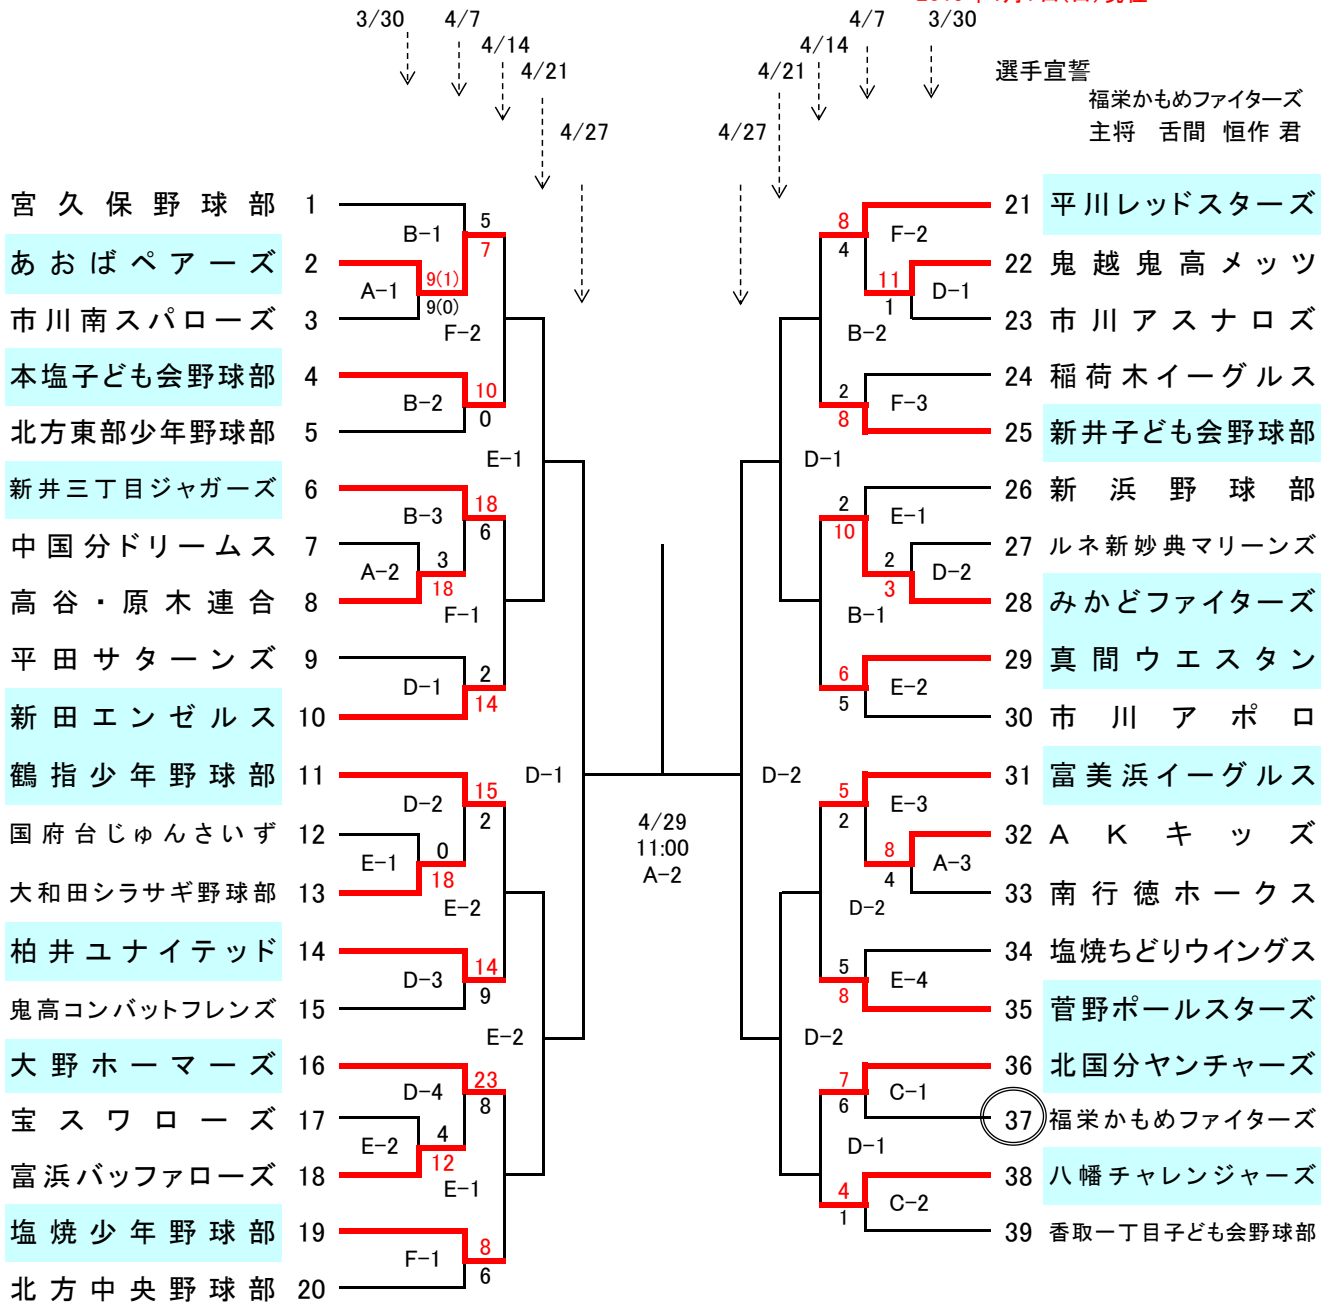 3/30
4/7
4/14
4/21
4/27
4/27
4/21
4/14
4/7
3/30
選手宣誓
福栄かもめファイターズ
主将 舌間 恒作 君
宮久保野球部 1
あおばペアーズ 2
市川南スパローズ 3
本塩子ども会野球部 4
北方東部少年野球部 5
新井三丁目ジャガーズ 6
中国分ドリームス 7
高谷・原木連合 8
平田サターンズ 9
新田エンゼルス 10
鶴指少年野球部 11
国府台じゅんさいず 12
大和田シラサギ野球部 13
柏井ユナイテッド 14
鬼高コンバットフレンズ 15
大野ホーマーズ 16
宝スワローズ 17
富浜バッファローズ 18
塩焼少年野球部 19
北方中央野球部 20
B-1
5
7
A-1
9(1)
9(0)
F-2
B-2
10
0
E-1
B-3
18
6
A-2
3
18
F-1
D-1
2
14
D-1
D-2
15
2
E-1
0
18
E-2
D-3
14
9
E-2
D-4
23
8
E-2
4
12
E-1
F-1
8
6
4/29
11:00
A-2
8
4
F-2
11
1
D-1
B-2
2
8
F-3
D-1
2
10
E-1
2
3
D-2
B-1
6
5
E-2
D-2
5
2
E-3
8
4
A-3
D-2
5
8
E-4
D-2
7
6
C-1
D-1
4
1
C-2
21 平川レッドスターズ
22 鬼越鬼高メッツ
23 市川アスナロズ
24 稲荷木イーグルス
25 新井子ども会野球部
26 新浜野球部
27 ルネ新妙典マリーンズ
28 みかどファイターズ
29 真間ウエスタン
30 市川アポロ
31 富美浜イーグルス
32 AKキッズ
33 南行徳ホークス
34 塩焼ちどりウイングス
35 菅野ポールスターズ
36 北国分ヤンチャーズ
37 福栄かもめファイターズ
38 八幡チャレンジャーズ
39 香取一丁目子ども会野球部